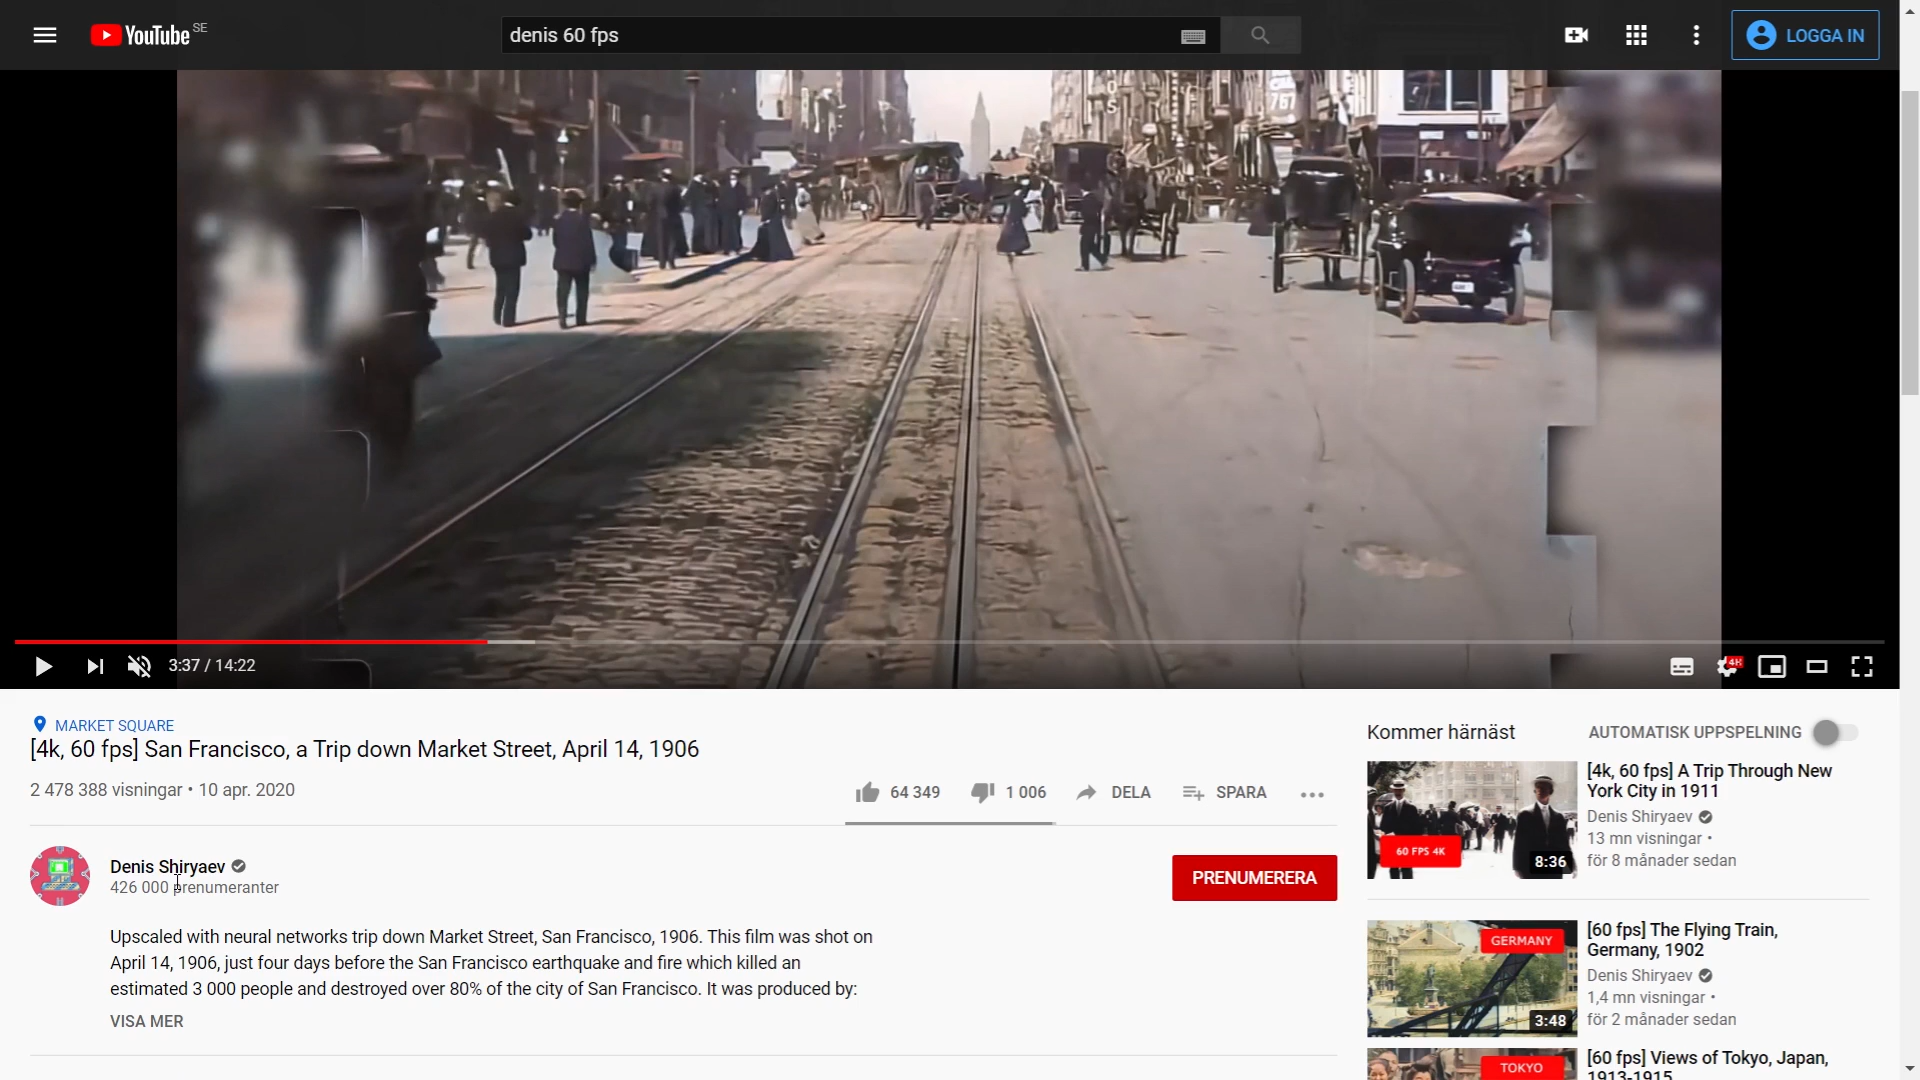 YouTube SE
denis 60 fps
LOGGA IN
767
3:37 / 14:22
MARKET SQUARE
[4k, 60 fps] San Francisco, a Trip down Market Street, April 14, 1906
2 478 388 visningar • 10 apr. 2020
64 349
1 006
DELA
SPARA
Denis Shiryaev
426 000 prenumeranter
PRENUMERERA
Upscaled with neural networks trip down Market Street, San Francisco, 1906. This film was shot on
April 14, 1906, just four days before the San Francisco earthquake and fire which killed an
estimated 3 000 people and destroyed over 80% of the city of San Francisco. It was produced by:
VISA MER
Kommer härnäst
AUTOMATISK UPPSPELNING
60 FPS 4K
8:36
[4k, 60 fps] A Trip Through New
York City in 1911
Denis Shiryaev
13 mn visningar •
för 8 månader sedan
GERMANY
3:48
[60 fps] The Flying Train,
Germany, 1902
Denis Shiryaev
1,4 mn visningar •
för 2 månader sedan
TOKYO
[60 fps] Views of Tokyo, Japan,
1913-1915